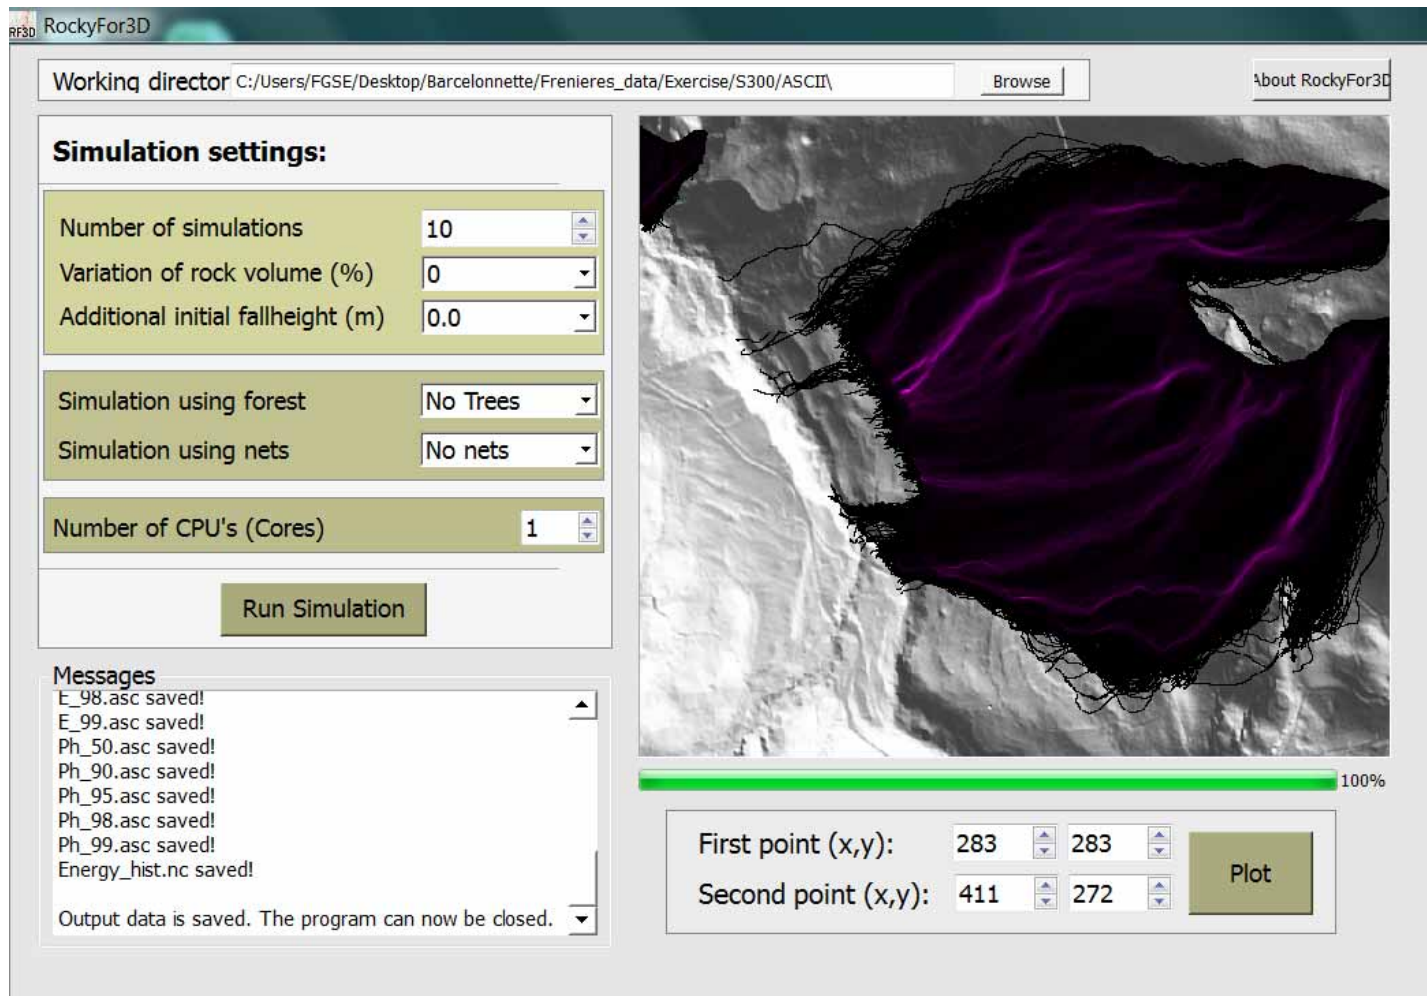 RF3D RockyFor3D
Working director C:/Users/FGSE/Desktop/Barcelonnette/Frenieres_data/Exercise/S300/ASCII\ Browse About RockyFor3D
Simulation settings:
Number of simulations 10
Variation of rock volume (%) 0
Additional initial fallheight (m) 0.0
Simulation using forest No Trees
Simulation using nets No nets
Number of CPU's (Cores) 1
Run Simulation
Messages
E_98.asc saved!
E_99.asc saved!
Ph_50.asc saved!
Ph_90.asc saved!
Ph_95.asc saved!
Ph_98.asc saved!
Ph_99.asc saved!
Energy_hist.nc saved!
Output data is saved. The program can now be closed.
100%
First point (x,y): 283 283
Second point (x,y): 411 272
Plot